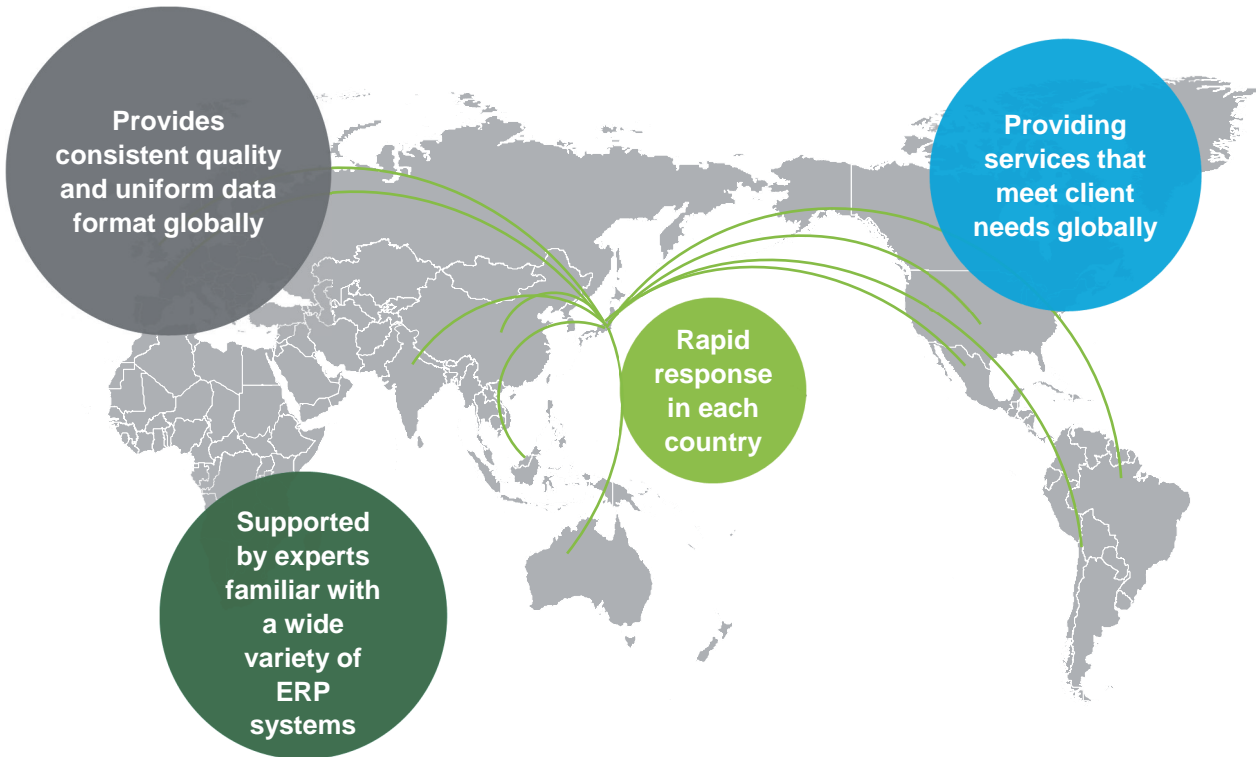 Provides
consistent quality
and uniform data
format globally
Providing
services that
meet client
needs globally
Rapid
response
in each
country
Supported
by experts
familiar with
a wide
variety of
ERP
systems